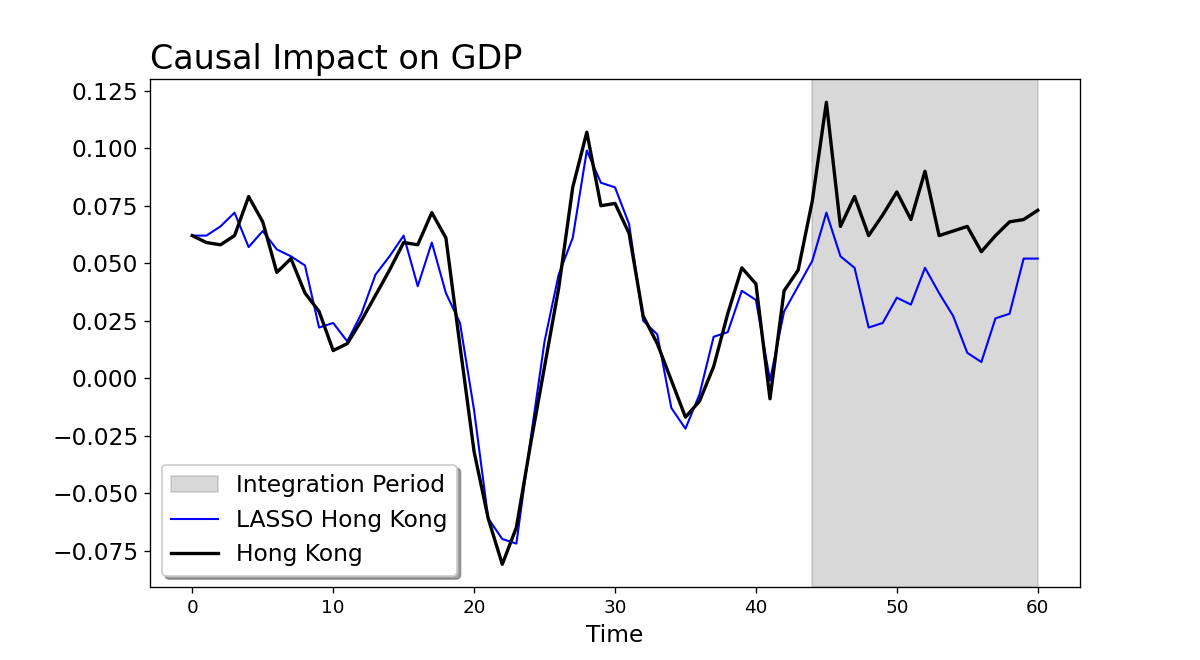 Causal Impact on GDP
0.125
0.100
0.075
0.050
0.025
0.000
−0.025
−0.050
−0.075
Integration Period
LASSO Hong Kong
Hong Kong
0 10 20 30 40 50 60
Time